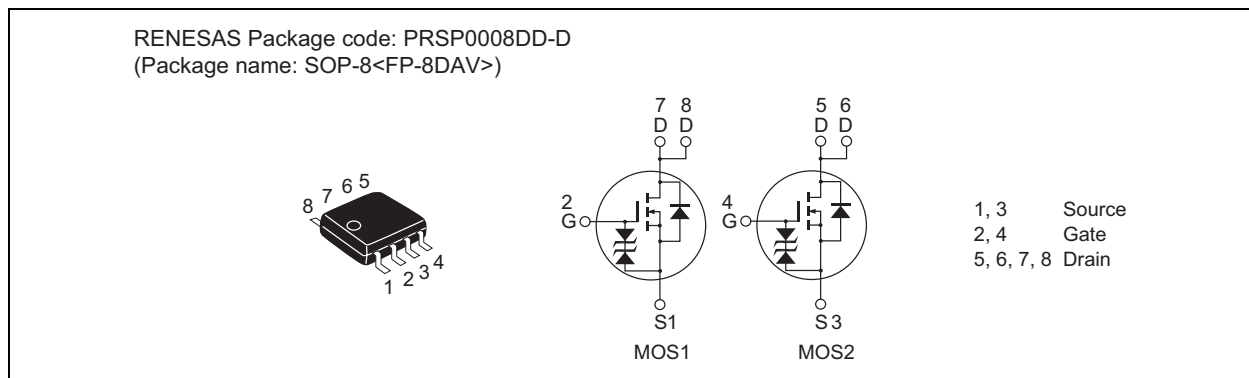 RENESAS Package code: PRSP0008DD-D
(Package name: SOP-8<FP-8DAV>)
7 8
D D
5 6
D D
8 7 6 5
1 2 3 4
2
G
4
G
S1
S3
MOS1
MOS2
1, 3 Source
2, 4 Gate
5, 6, 7, 8 Drain